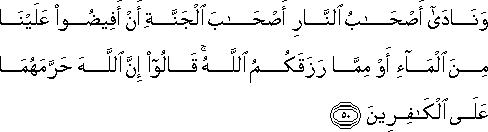 وَنَادَىٰٓ أَصْحَـٰبُ ٱلنَّارِ أَصْحَـٰبَ ٱلْجَنَّةِ أَنْ أَفِيضُوا۟ عَلَيْنَا
مِنَ ٱلْمَآءِ أَوْ مِمَّا رَزَقَكُمُ ٱللَّهُ ۚ قَالُوٓا۟ إِنَّ ٱللَّهَ حَرَّمَهُمَا
عَلَى ٱلْكَـٰفِرِينَ ٥٠